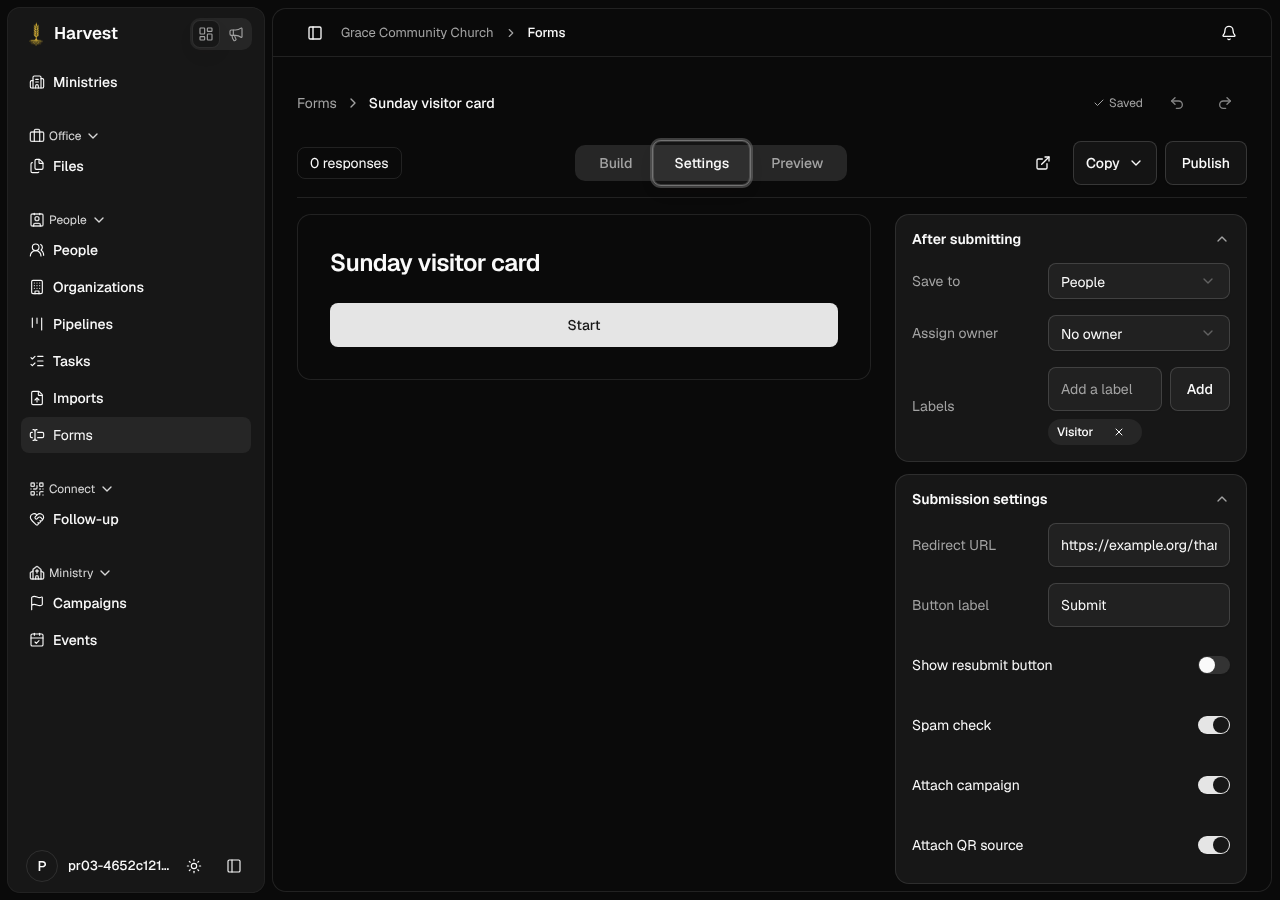 Harvest
Ministries
Office
Files
People
People
Organizations
Pipelines
Tasks
Imports
Forms
Connect
Follow-up
Ministry
Campaigns
Events
P pr03-4652c121...
Grace Community Church > Forms
Forms > Sunday visitor card
Saved
0 responses
Build Settings Preview
Copy
Publish
Sunday visitor card
Start
After submitting
Save to People
Assign owner No owner
Labels Add a label Add
Visitor
Submission settings
Redirect URL https://example.org/than
Button label Submit
Show resubmit button
Spam check
Attach campaign
Attach QR source